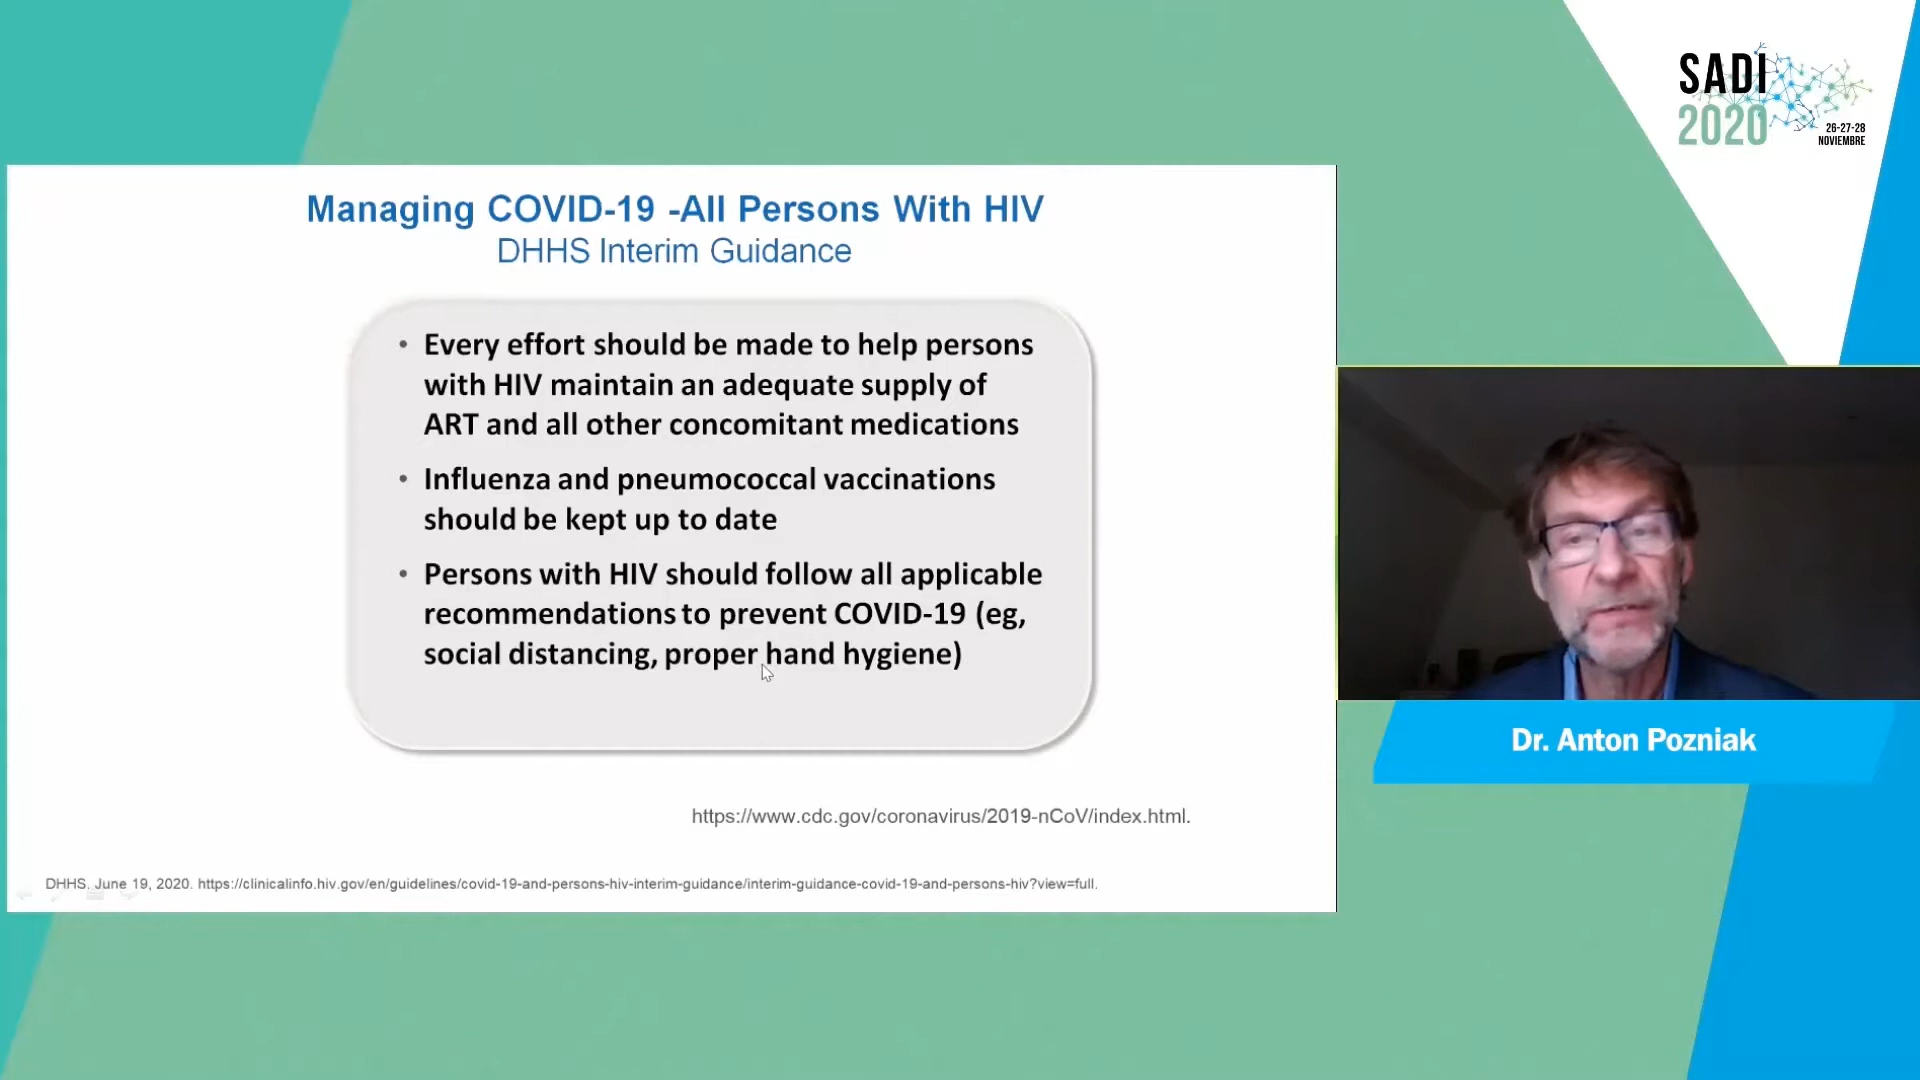 SADI
2020
26-27-28
NOVIEMBRE
Managing COVID-19 -All Persons With HIV
DHHS Interim Guidance
• Every effort should be made to help persons
with HIV maintain an adequate supply of
ART and all other concomitant medications
• Influenza and pneumococcal vaccinations
should be kept up to date
• Persons with HIV should follow all applicable
recommendations to prevent COVID-19 (eg,
social distancing, proper hand hygiene)
https://www.cdc.gov/coronavirus/2019-nCoV/index.html.
DHHS. June 19, 2020. https://clinicalinfo.hiv.gov/en/guidelines/covid-19-and-persons-hiv-interim-guidance/interim-guidance-covid-19-and-persons-hiv?view=full.
Dr. Anton Pozniak